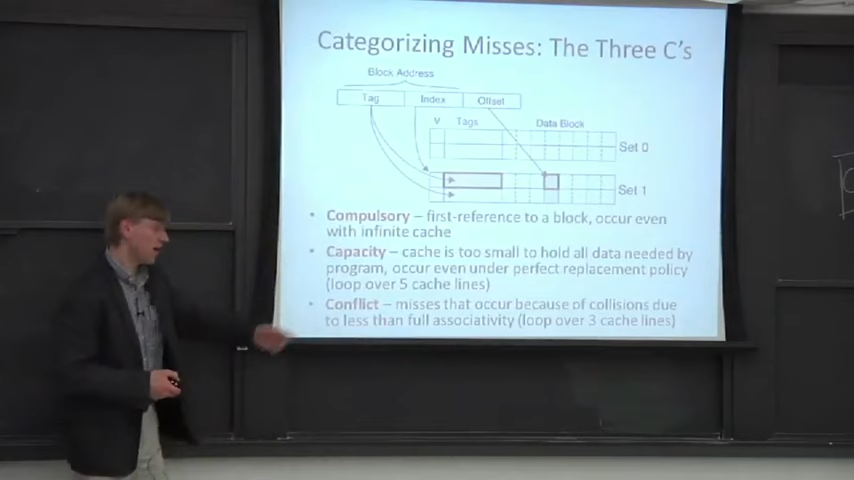 Categorizing Misses: The Three C's
Block Address
Tag Index Offset
V Tags Data Block
Set 0
Set 1
• Compulsory – first-reference to a block, occur even
with infinite cache
• Capacity – cache is too small to hold all data needed by
program, occur even under perfect replacement policy
(loop over 5 cache lines)
• Conflict – misses that occur because of collisions due
to less than full associativity (loop over 3 cache lines)